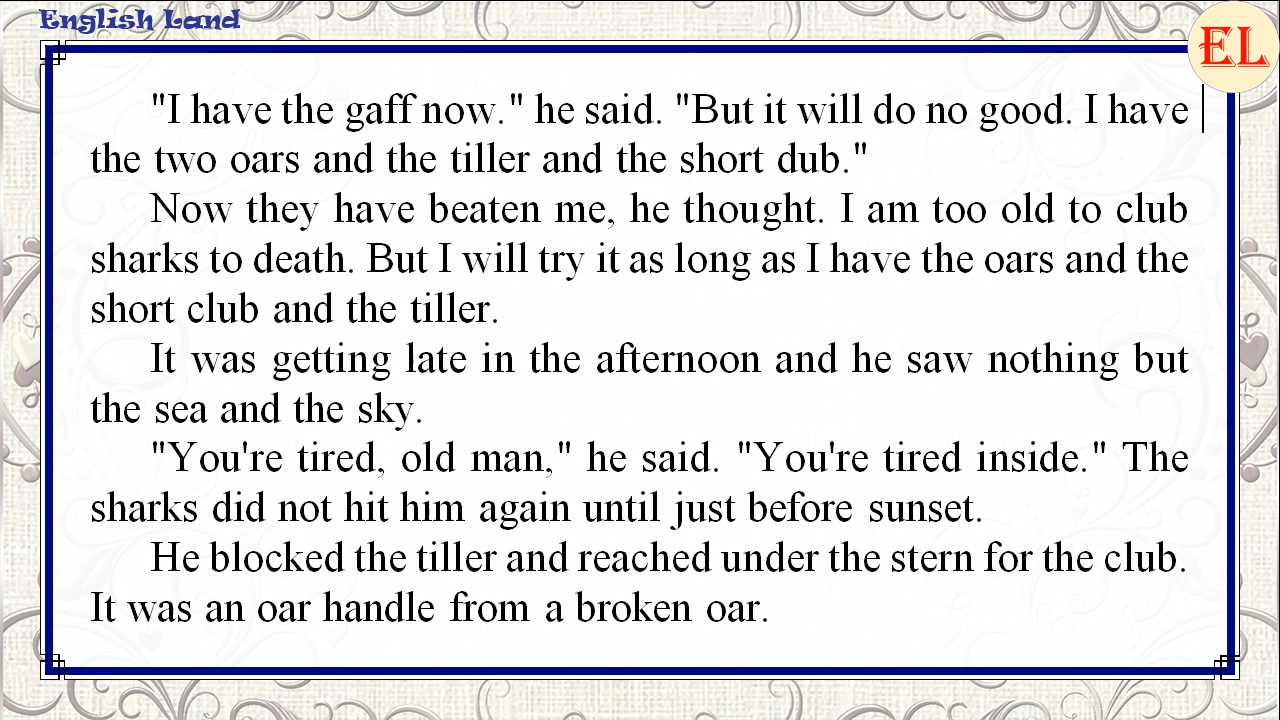 English Land
EL
"I have the gaff now." he said. "But it will do no good. I have
the two oars and the tiller and the short dub."
Now they have beaten me, he thought. I am too old to club
sharks to death. But I will try it as long as I have the oars and the
short club and the tiller.
It was getting late in the afternoon and he saw nothing but
the sea and the sky.
"You're tired, old man," he said. "You're tired inside." The
sharks did not hit him again until just before sunset.
He blocked the tiller and reached under the stern for the club.
It was an oar handle from a broken oar.